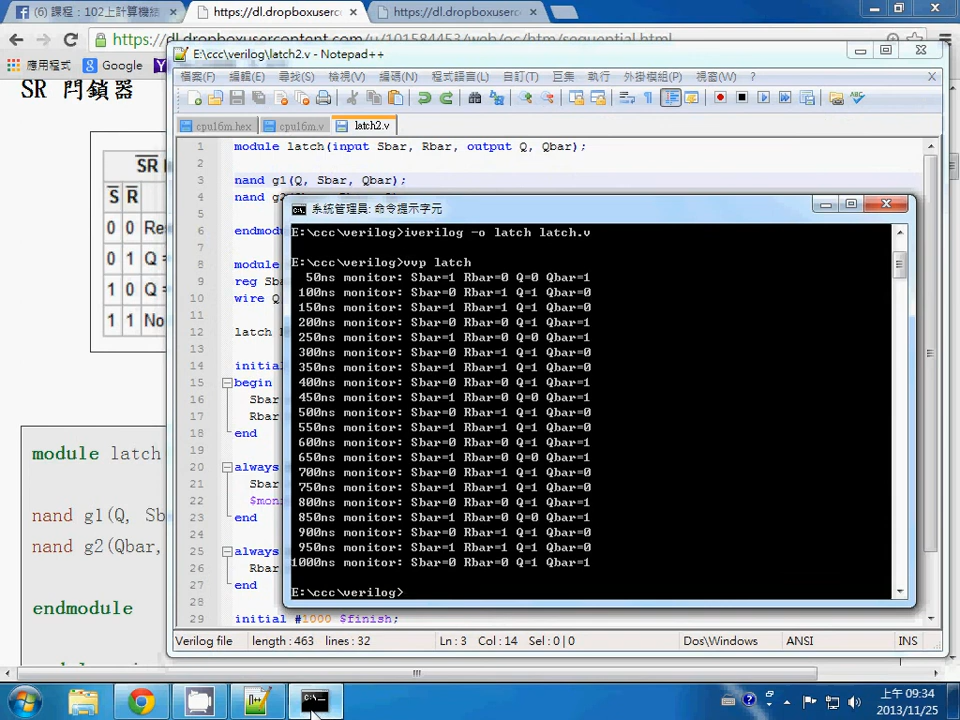 (6) 課程：102上計算機結
https://dl.dropboxuserco
https://dl.dropboxuserco
https://dl.dropboxusercontent.com/u/101584453/web/oc/htm/sequential.html
應用程式
Google
SR 門鎖器
SR
S R
0 0 Re
0 1 Q =
1 0 Q =
1 1 No
module latch
nand g1(Q, Sb
nand g2(Qbar,
endmodule
E:\ccc\verilog\latch2.v - Notepad++
檔案(F) 編輯(E) 尋找(S) 檢視(V) 編碼(N) 程式語言(L) 自訂(T) 巨集 執行 外掛模組(P) 視窗(W) ? X
cpu16m.hex cpu16m.v latch2.v
1 module latch(input Sbar, Rbar, output Q, Qbar);
2
3 nand g1(Q, Sbar, Qbar);
4 nand g2
5
6 endmodu
7
8 module
9 reg Sba
10 wire Q
11
12 latch
13
14 initia
15 begin
16 Sbar
17 Rbar
18 end
19
20 always
21 Sbar
22 $mon
23 end
24
25 always
26 Rbar
27 end
28
29 initial #1000 $finish;
系統管理員: 命令提示字元
E:\ccc\verilog>iverilog -o latch latch.v
E:\ccc\verilog>vvp latch
50ns monitor: Sbar=1 Rbar=0 Q=0 Qbar=1
100ns monitor: Sbar=0 Rbar=1 Q=1 Qbar=0
150ns monitor: Sbar=1 Rbar=1 Q=1 Qbar=0
200ns monitor: Sbar=0 Rbar=0 Q=1 Qbar=1
250ns monitor: Sbar=1 Rbar=0 Q=0 Qbar=1
300ns monitor: Sbar=0 Rbar=1 Q=1 Qbar=0
350ns monitor: Sbar=1 Rbar=1 Q=1 Qbar=0
400ns monitor: Sbar=0 Rbar=0 Q=1 Qbar=1
450ns monitor: Sbar=1 Rbar=0 Q=0 Qbar=1
500ns monitor: Sbar=0 Rbar=1 Q=1 Qbar=0
550ns monitor: Sbar=1 Rbar=1 Q=1 Qbar=0
600ns monitor: Sbar=0 Rbar=0 Q=1 Qbar=1
650ns monitor: Sbar=1 Rbar=0 Q=0 Qbar=1
700ns monitor: Sbar=0 Rbar=1 Q=1 Qbar=0
750ns monitor: Sbar=1 Rbar=1 Q=1 Qbar=0
800ns monitor: Sbar=0 Rbar=0 Q=1 Qbar=1
850ns monitor: Sbar=1 Rbar=0 Q=0 Qbar=1
900ns monitor: Sbar=0 Rbar=1 Q=1 Qbar=0
950ns monitor: Sbar=1 Rbar=1 Q=1 Qbar=0
1000ns monitor: Sbar=0 Rbar=0 Q=1 Qbar=1
E:\ccc\verilog>
Verilog file length : 463 lines : 32 Ln : 3 Col : 14 Sel : 0 | 0 Dos\Windows ANSI INS
上午 09:34
2013/11/25